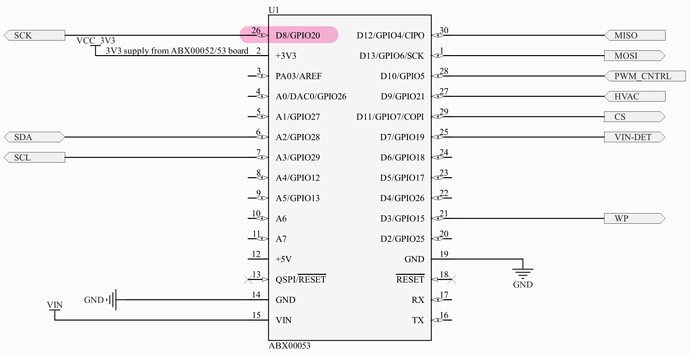 U1
SCK 26 D8/GPIO20 D12/GPIO4/CIPO 30 MISO
VCC_3V3
3V3 supply from ABX00052/53 board 2 +3V3 D13/GPIO6/SCK 1 MOSI
3 PA03/AREF D10/GPIO5 28 PWM_CNTRL
4 A0/DAC0/GPIO26 D9/GPIO21 27 HVAC
5 A1/GPIO27 D11/GPIO7/COPI 29 CS
SDA 6 A2/GPIO28 D7/GPIO19 25 VIN-DET
SCL 7 A3/GPIO29 D6/GPIO18 24
8 A4/GPIO12 D5/GPIO17 23
9 A5/GPIO13 D4/GPIO26 22
10 A6 D3/GPIO15 21 WP
11 A7 D2/GPIO25 20
12 +5V GND 19
13 QSPI/RESET RESET 18
GND
GND 14 GND RX 17
VIN
15 VIN TX 16
ABX00053